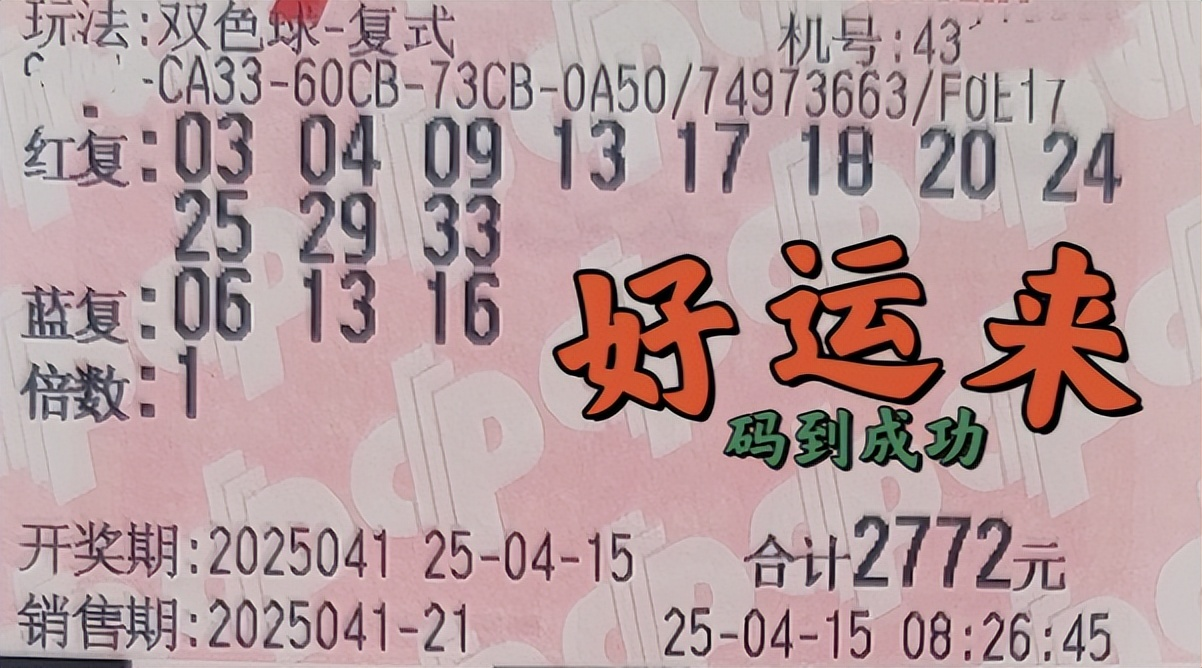 玩法:双色球-复式
机号:43
-CA33-60CB-73CB-0A50/74973663/F0E17
红复:03 04 09 13 17 18 20 24
25 29 33
蓝复:06 13 16
倍数:1
好运来
码到成功
开奖期:2025041 25-04-15
合计2772元
销售期:2025041-21
25-04-15 08:26:45